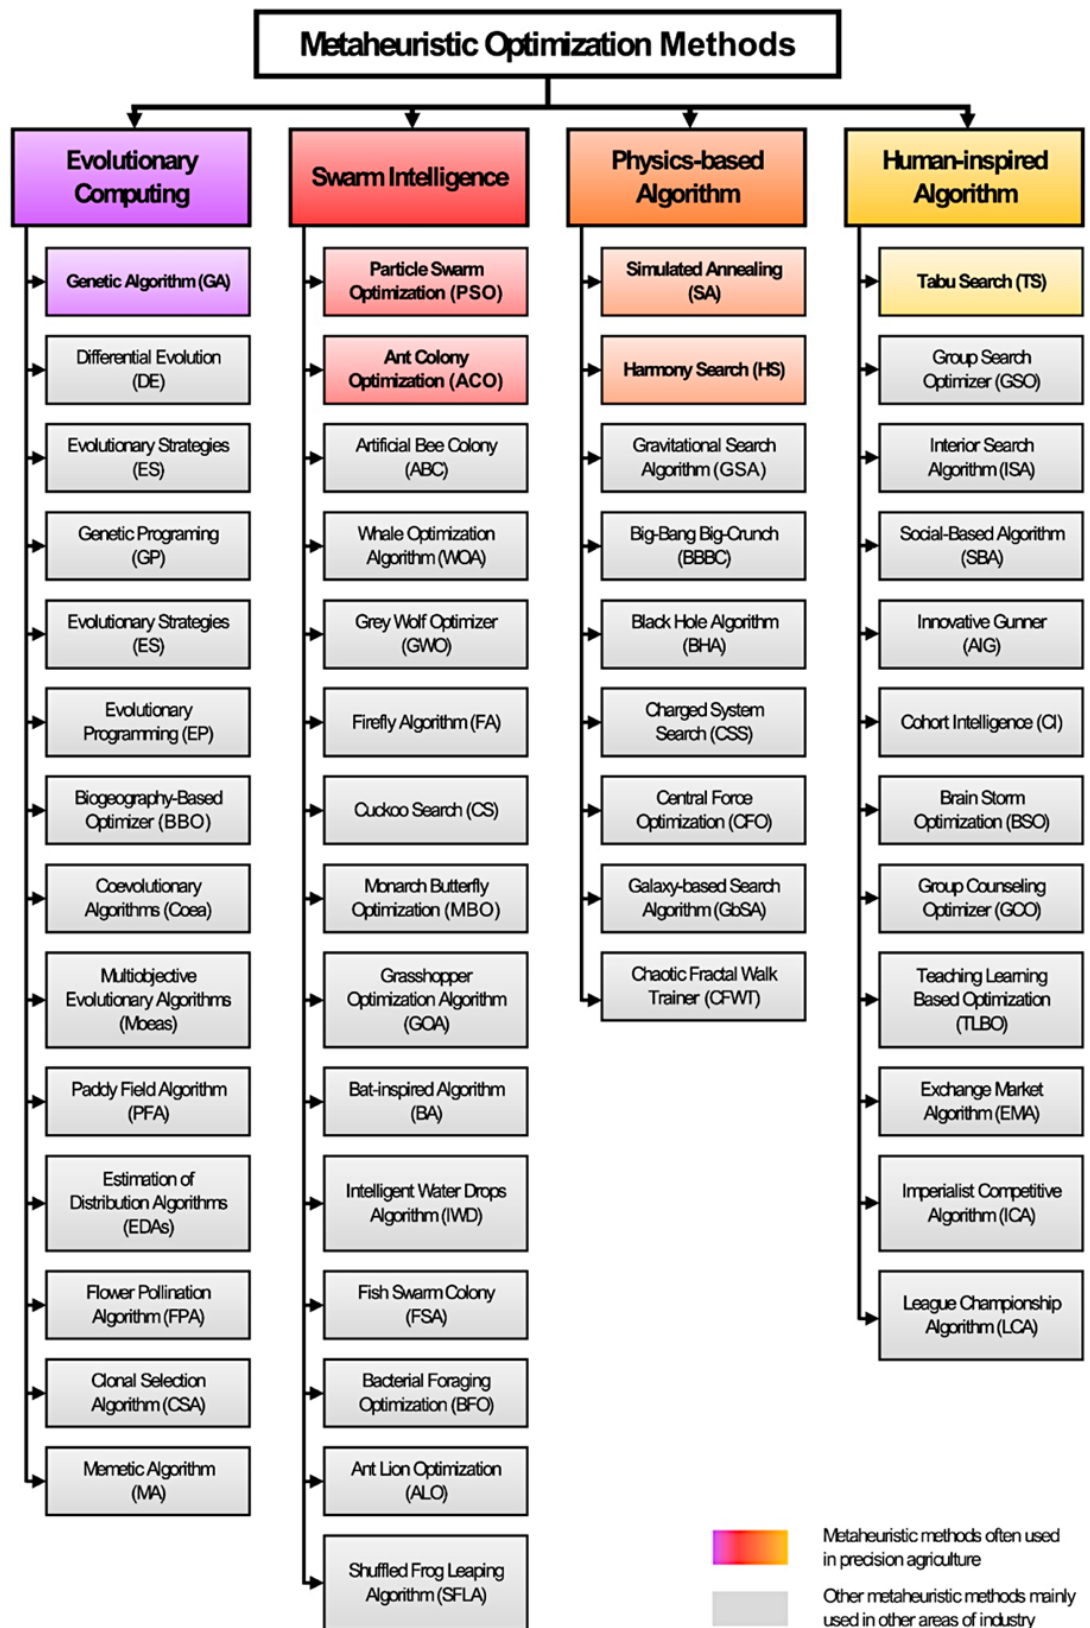 Metaheuristic Optimization Methods
Evolutionary
Computing
Genetic Algorithm (GA)
Differential Evolution
(DE)
Evolutionary Strategies
(ES)
Genetic Programing
(GP)
Evolutionary Strategies
(ES)
Evolutionary
Programming (EP)
Biogeography-Based
Optimizer (BBO)
Coevolutionary
Algorithms (Coea)
Multiobjective
Evolutionary Algorithms
(Moeas)
Paddy Field Algorithm
(PFA)
Estimation of
Distribution Algorithms
(EDAs)
Flower Pollination
Algorithm (FPA)
Clonal Selection
Algorithm (CSA)
Memetic Algorithm
(MA)
Swarm Intelligence
Particle Swarm
Optimization (PSO)
Ant Colony
Optimization (ACO)
Artificial Bee Colony
(ABC)
Whale Optimization
Algorithm (WOA)
Grey Wolf Optimizer
(GWO)
Firefly Algorithm (FA)
Cuckoo Search (CS)
Monarch Butterfly
Optimization (MBO)
Grasshopper
Optimization Algorithm
(GOA)
Bat-inspired Algorithm
(BA)
Intelligent Water Drops
Algorithm (IWD)
Fish Swarm Colony
(FSA)
Bacterial Foraging
Optimization (BFO)
Ant Lion Optimization
(ALO)
Shuffled Frog Leaping
Algorithm (SFLA)
Physics-based
Algorithm
Simulated Annealing
(SA)
Harmony Search (HS)
Gravitational Search
Algorithm (GSA)
Big-Bang Big-Crunch
(BBBC)
Black Hole Algorithm
(BHA)
Charged System
Search (CSS)
Central Force
Optimization (CFO)
Galaxy-based Search
Algorithm (GbSA)
Chaotic Fractal Walk
Trainer (CFWT)
Human-inspired
Algorithm
Tabu Search (TS)
Group Search
Optimizer (GSO)
Interior Search
Algorithm (ISA)
Social-Based Algorithm
(SBA)
Innovative Gunner
(AIG)
Cohort Intelligence (CI)
Brain Storm
Optimization (BSO)
Group Counseling
Optimizer (GCO)
Teaching Learning
Based Optimization
(TLBO)
Exchange Market
Algorithm (EMA)
Imperialist Competitive
Algorithm (ICA)
League Championship
Algorithm (LCA)
Metaheuristic methods often used
in precision agriculture
Other metaheuristic methods mainly
used in other areas of industry